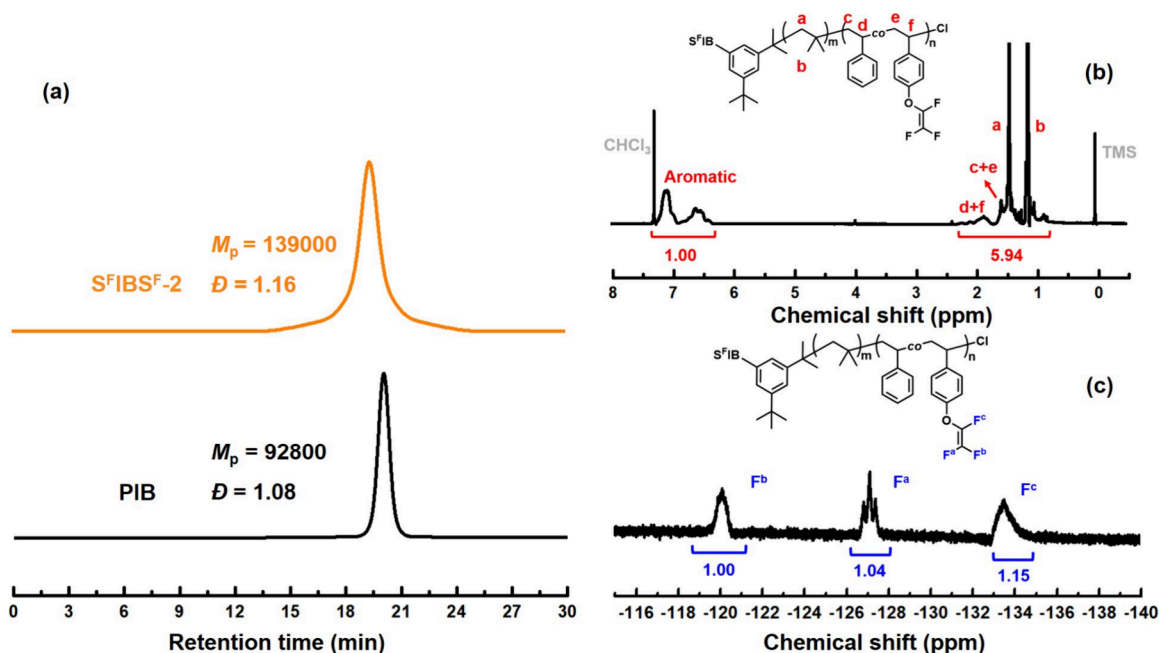 (a)
SᶠIBSᶠ-2
Mp = 139000
Đ = 1.16
PIB
Mp = 92800
Đ = 1.08
0 3 6 9 12 15 18 21 24 27 30
Retention time (min)
(b)
SᶠIB
a
b
c
d
co
e
f
m
n
Cl
O
F
F
F
CHCl₃
Aromatic
d+f
c+e
a
b
TMS
1.00
5.94
8 7 6 5 4 3 2 1 0
Chemical shift (ppm)
(c)
SᶠIB
m
co
n
Cl
O
Fᶜ
Fᵃ
Fᵇ
Fᵇ
Fᵃ
Fᶜ
1.00
1.04
1.15
-116 -118 -120 -122 -124 -126 -128 -130 -132 -134 -136 -138 -140
Chemical shift (ppm)